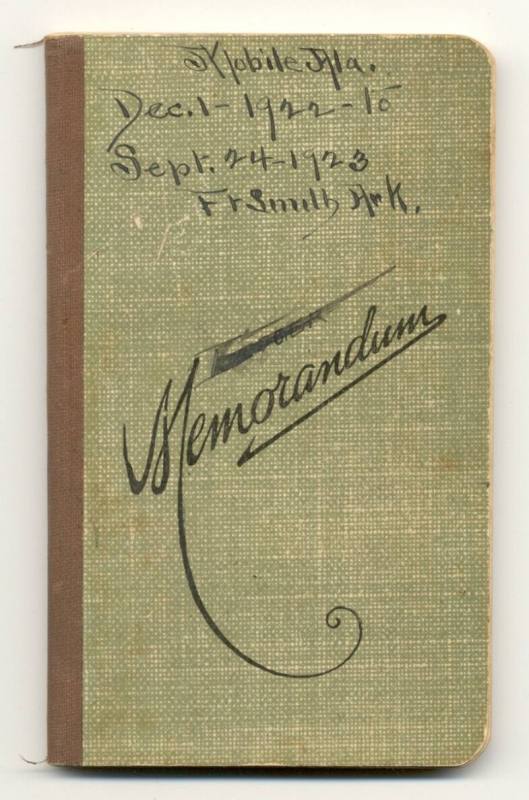 Mobile Ala.
Dec. 1 - 1922 - to
Sept. 24 - 1923
Ft Smith Ark.
Memorandum